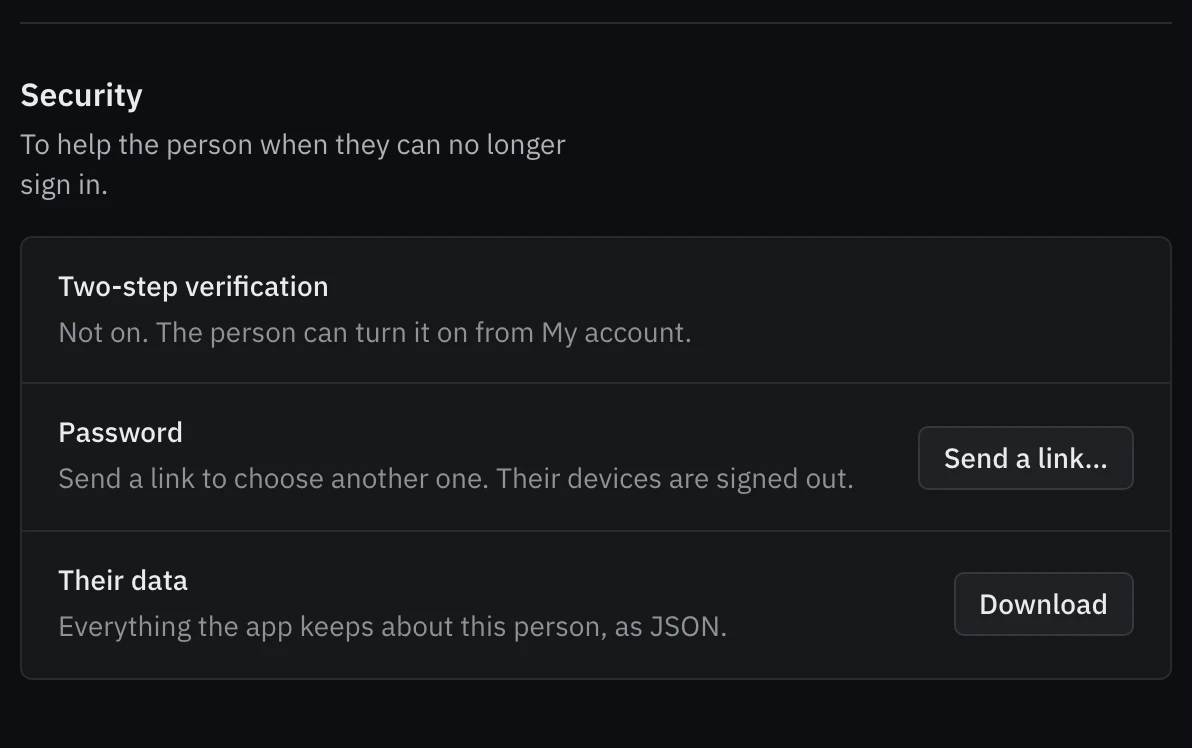 Security
To help the person when they can no longer
sign in.
Two-step verification
Not on. The person can turn it on from My account.
Password
Send a link to choose another one. Their devices are signed out.
Send a link...
Their data
Everything the app keeps about this person, as JSON.
Download